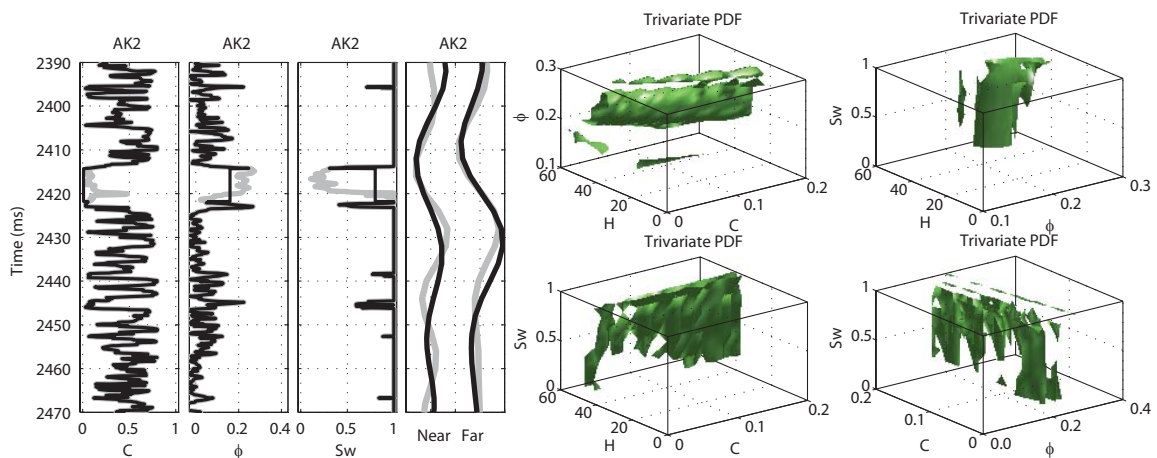 AK2 AK2 AK2 AK2
2390
2400
2410
2420
2430
2440
2450
2460
2470
Time (ms)
0 0.5 1
C
0 0.2 0.4
ϕ
0 0.5 1
Sw
Near Far
Trivariate PDF
0.3
0.2
0.1
ϕ
60 40 20 0
H
0 0.1 0.2
C
Trivariate PDF
1
0.5
0
Sw
60 40 20 0
H
0.1 0.2 0.3
ϕ
Trivariate PDF
1
0.5
0
Sw
60 40 20 0
H
0 0.1 0.2
C
Trivariate PDF
1
0.5
0
Sw
0.2 0.1 0
C
0.0 0.2 0.4
ϕ